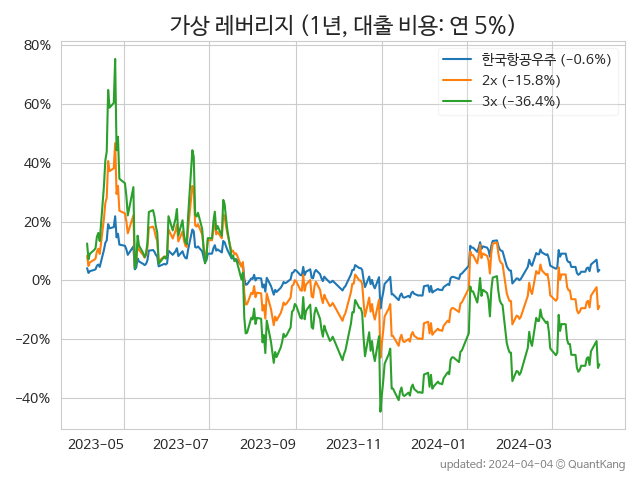 가상 레버리지 (1년, 대출 비용: 연 5%)
80%
60%
40%
20%
0%
−20%
−40%
한국항공우주 (−0.6%)
2x (−15.8%)
3x (−36.4%)
2023-05
2023-07
2023-09
2023-11
2024-01
2024-03
updated: 2024-04-04 © QuantKang